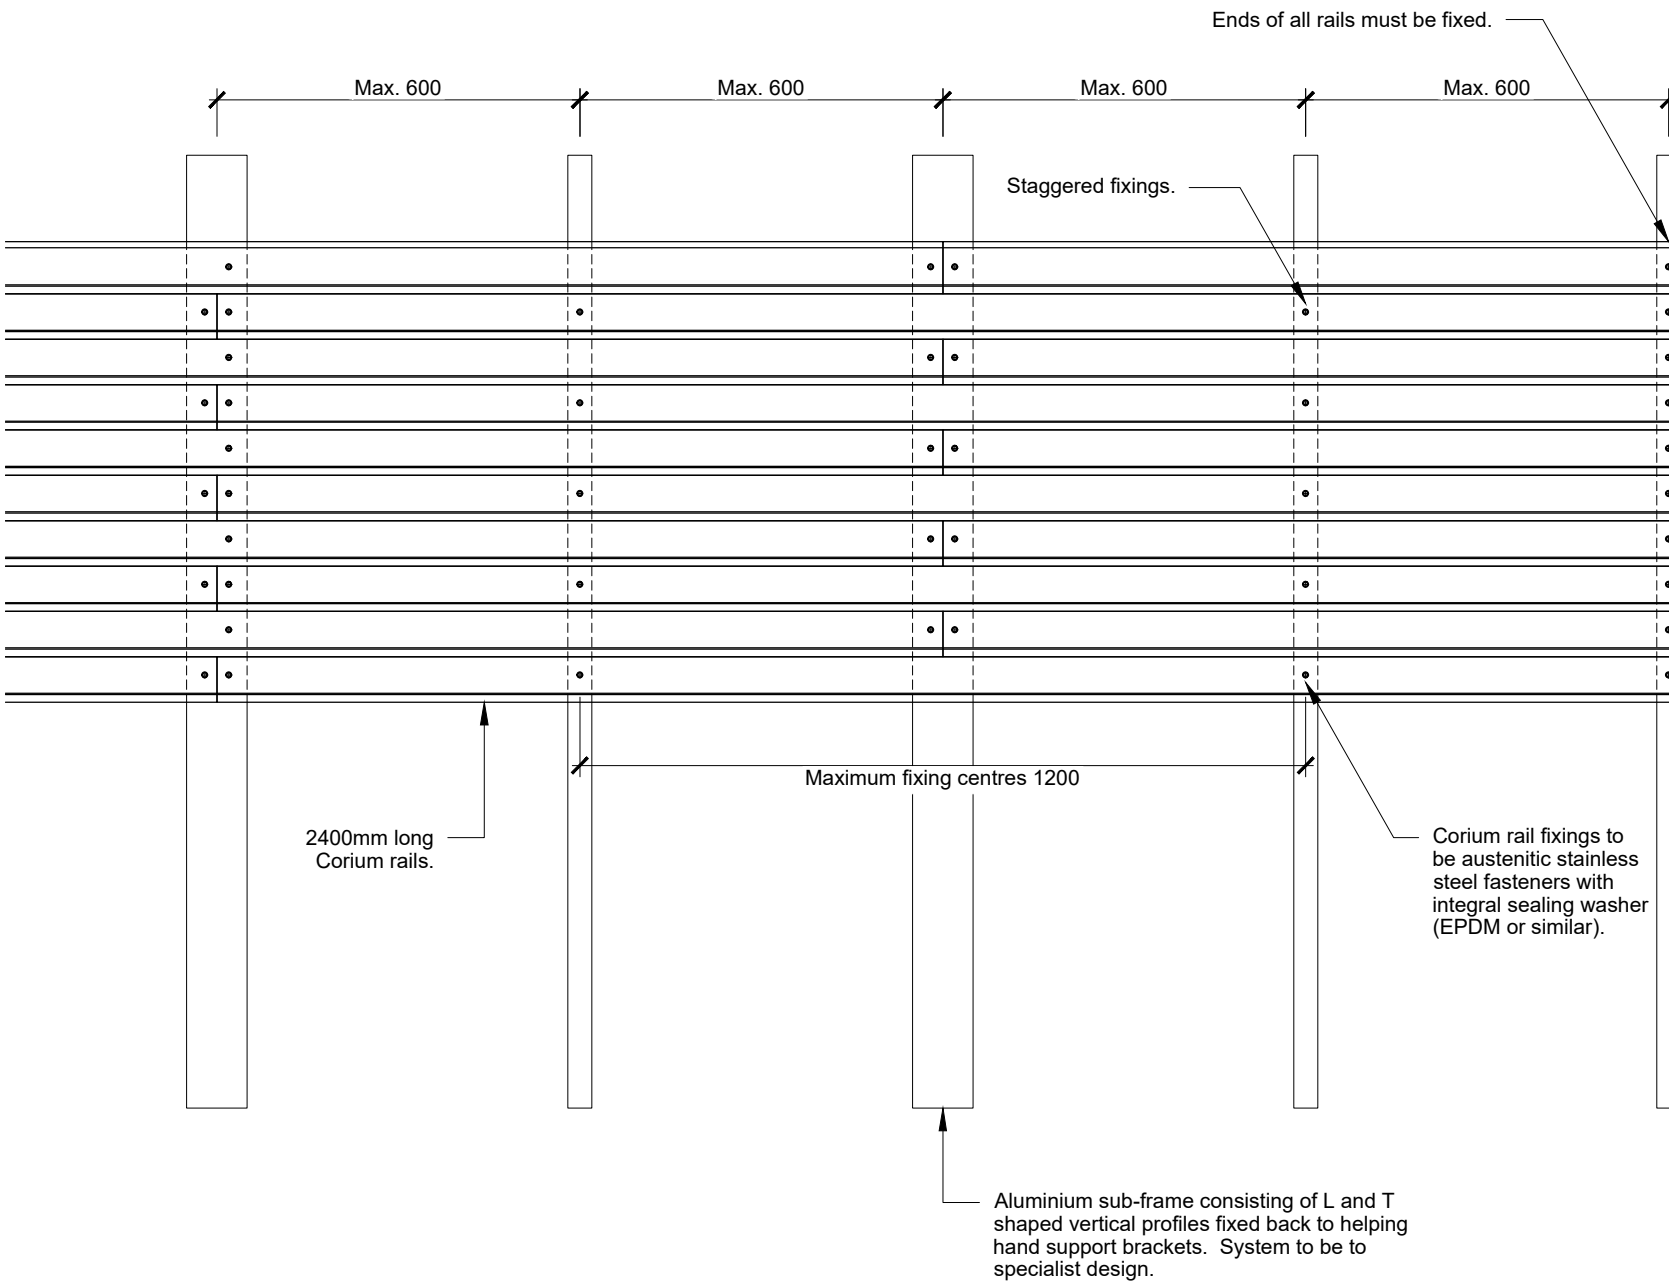 Ends of all rails must be fixed.
Max. 600
Max. 600
Max. 600
Max. 600
Staggered fixings.
Maximum fixing centres 1200
2400mm long
Corium rails.
Corium rail fixings to
be austenitic stainless
steel fasteners with
integral sealing washer
(EPDM or similar).
Aluminium sub-frame consisting of L and T
shaped vertical profiles fixed back to helping
hand support brackets.  System to be to
specialist design.